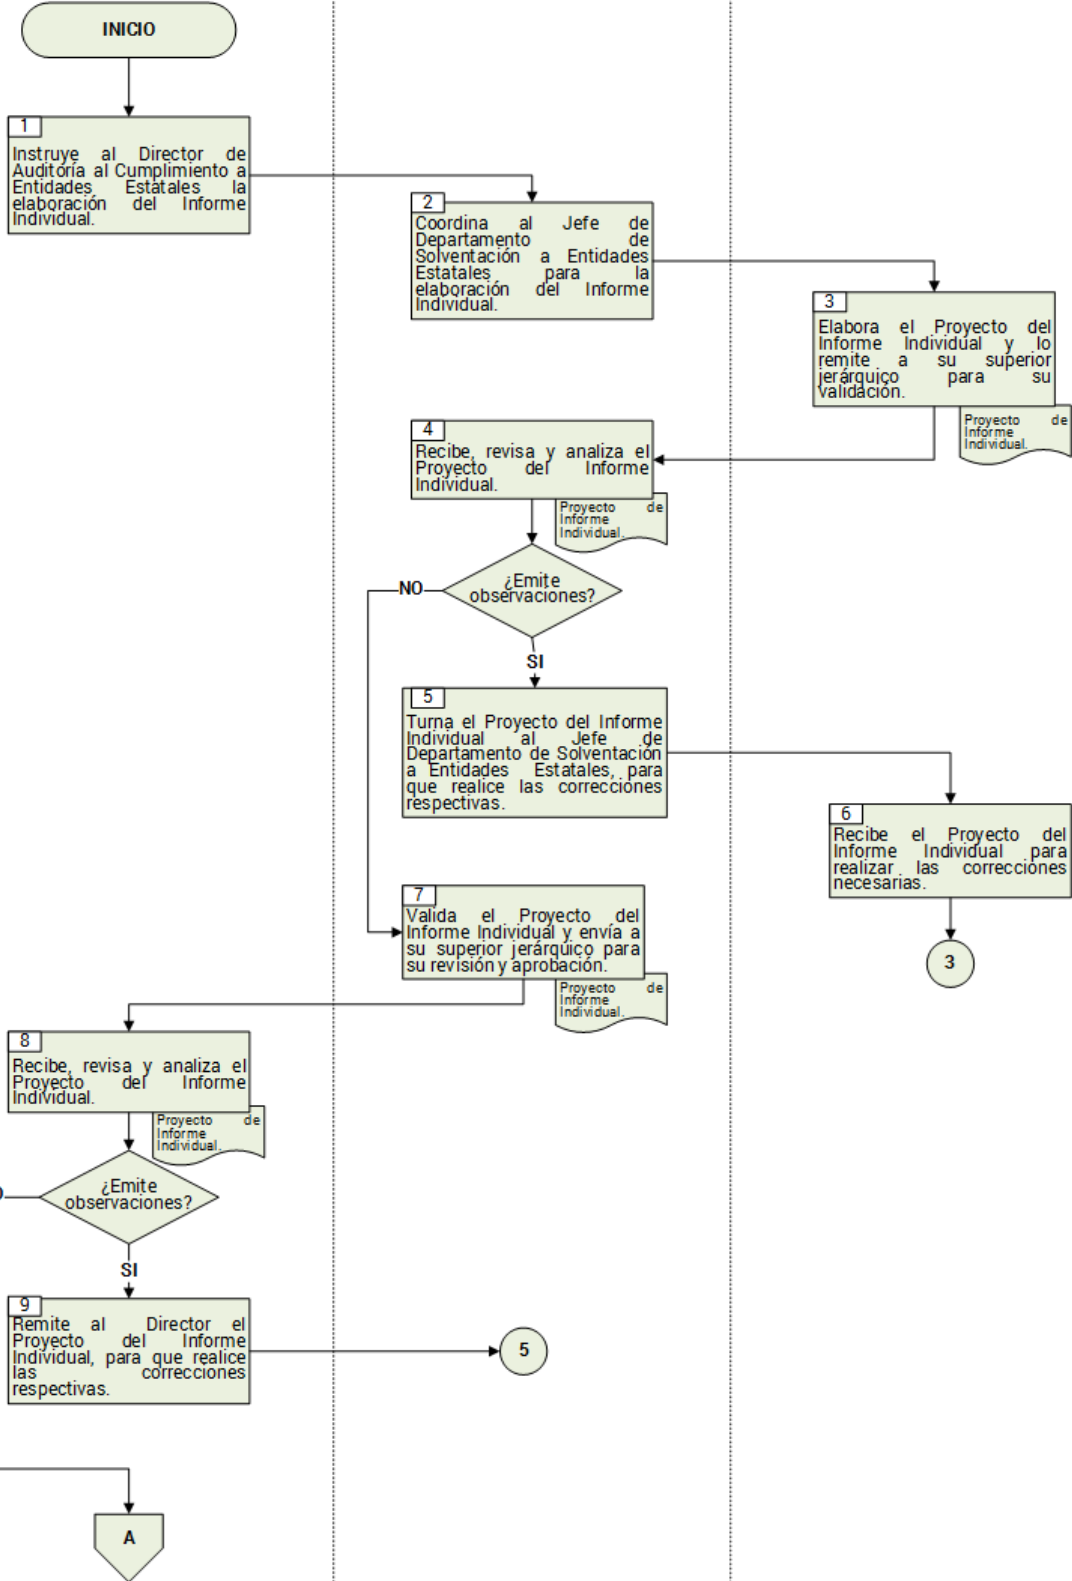 INICIO
1
Instruye al Director de
Auditoría al Cumplimiento a
Entidades Estatales la
elaboración del Informe
Individual.
2
Coordina al Jefe de
Departamento de
Solventación a Entidades
Estatales para la
elaboración del Informe
Individual.
3
Elabora el Proyecto del
Informe Individual y lo
remite a su superior
jerárquico para su
validación.
Proyecto de
Informe
Individual.
4
Recibe, revisa y analiza el
Proyecto del Informe
Individual.
Proyecto de
Informe
Individual.
¿Emite
observaciones?
NO
SI
5
Turna el Proyecto del Informe
Individual al Jefe de
Departamento de Solventación
a Entidades Estatales, para
que realice las correcciones
respectivas.
6
Recibe el Proyecto del
Informe Individual para
realizar las correcciones
necesarias.
3
7
Valida el Proyecto del
Informe Individual y envía a
su superior jerárquico para
su revisión y aprobación.
Proyecto de
Informe
Individual.
8
Recibe, revisa y analiza el
Proyecto del Informe
Individual.
Proyecto de
Informe
Individual.
¿Emite
observaciones?
SI
9
Remite al Director el
Proyecto del Informe
Individual, para que realice
las correcciones
respectivas.
5
A